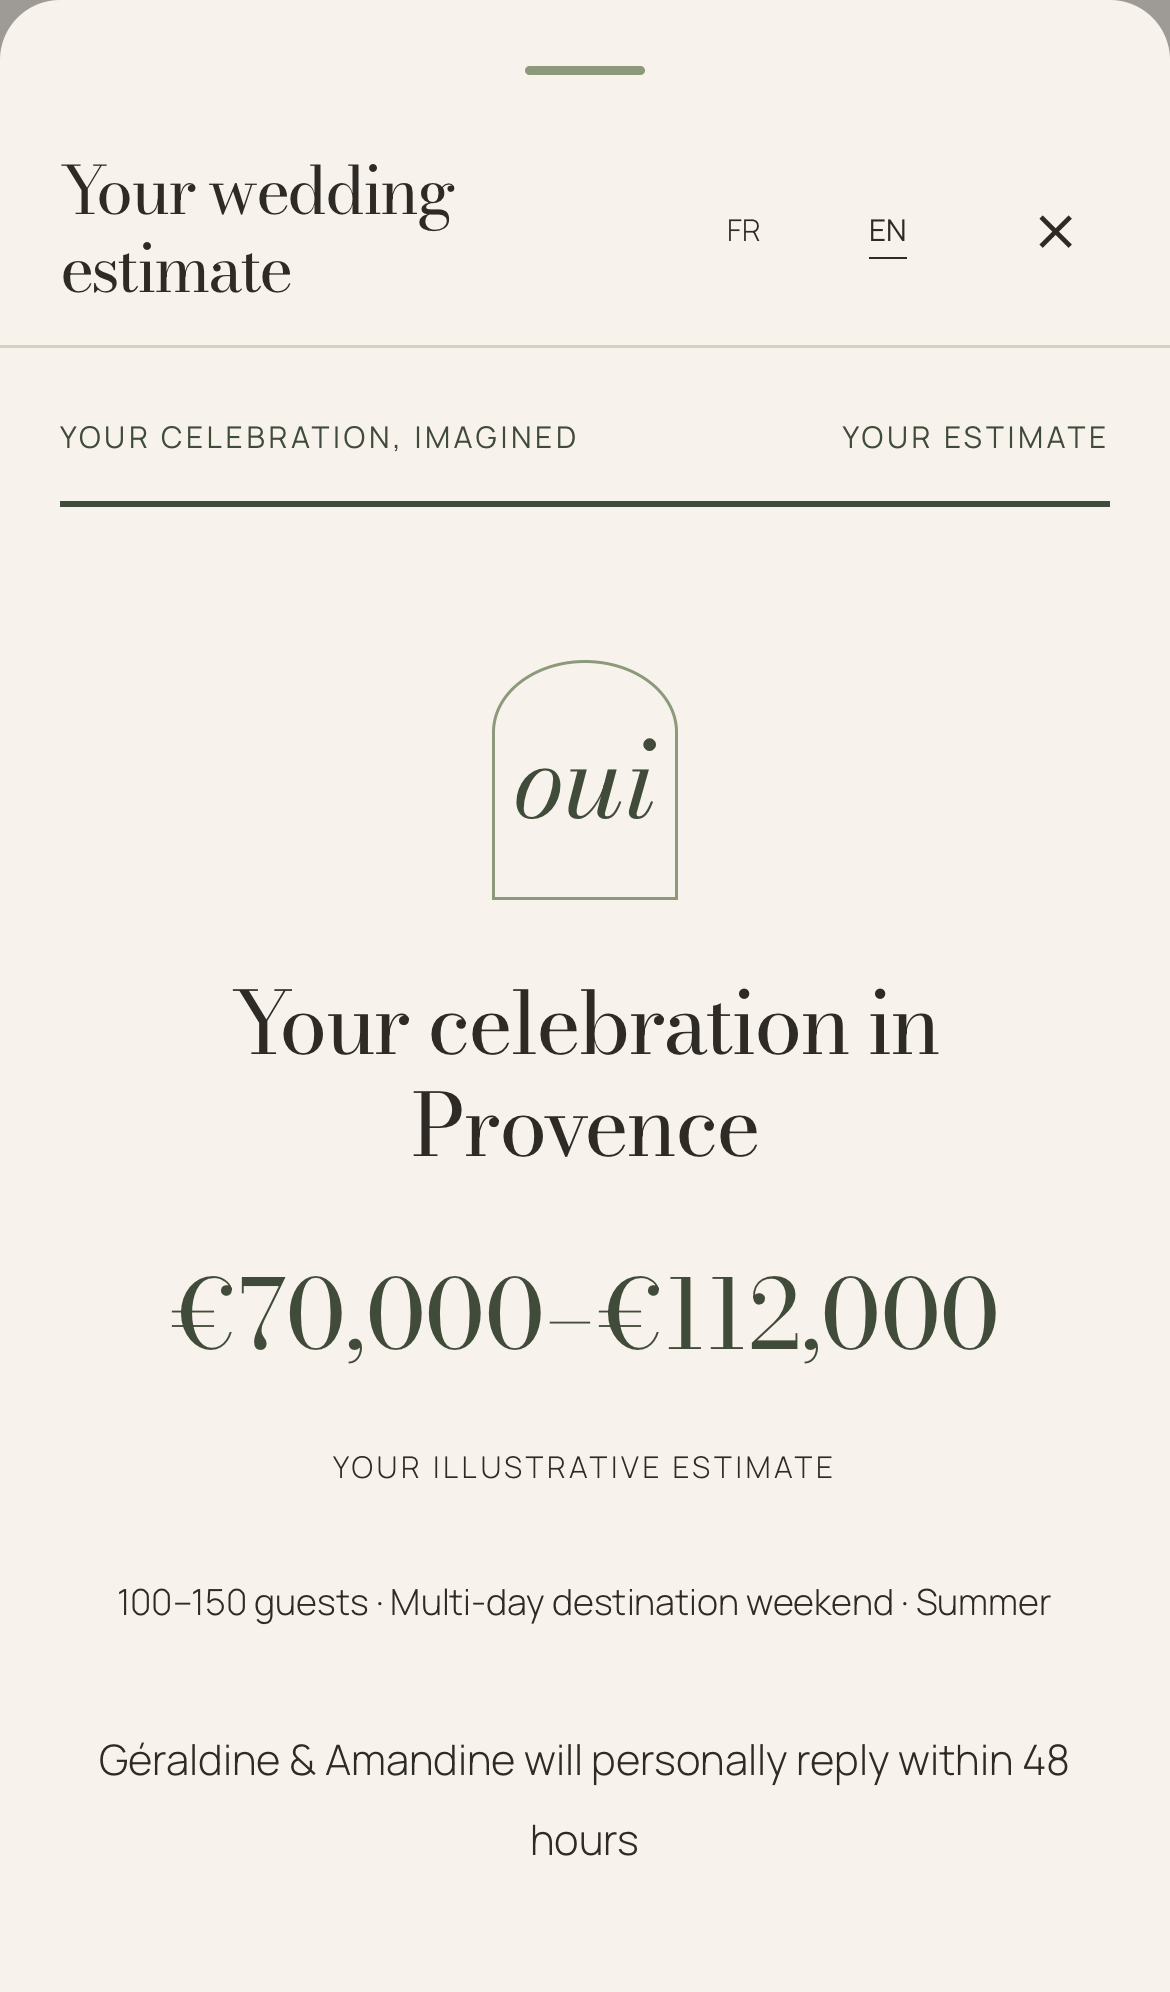 Your wedding
estimate
FR
EN
YOUR CELEBRATION, IMAGINED
YOUR ESTIMATE
oui
Your celebration in
Provence
€70,000–€112,000
YOUR ILLUSTRATIVE ESTIMATE
100–150 guests · Multi-day destination weekend · Summer
Géraldine & Amandine will personally reply within 48
hours